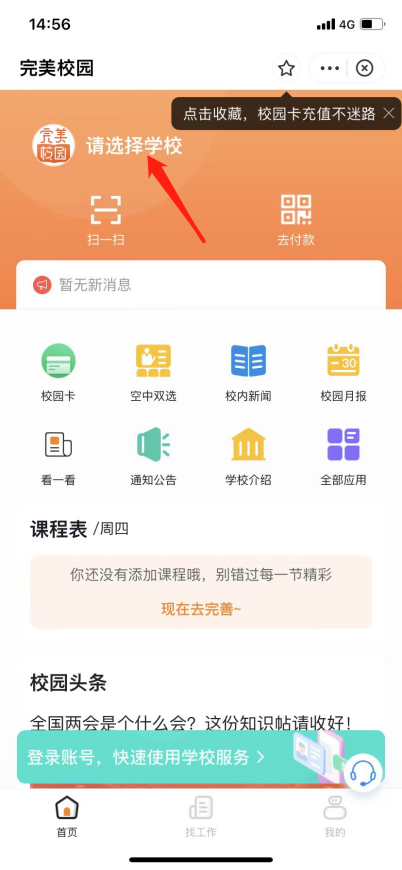 14:56
4G
完美校园
点击收藏，校园卡充值不迷路
完美
校园
请选择学校
扫一扫
去付款
暂无新消息
校园卡
空中双选
校内新闻
30
校园月报
看一看
通知公告
学校介绍
全部应用
课程表 /周四
你还没有添加课程哦，别错过每一节精彩
现在去完善~
校园头条
全国两会是个什么会？这份知识帖请收好！
登录账号，快速使用学校服务 >
首页
找工作
我的